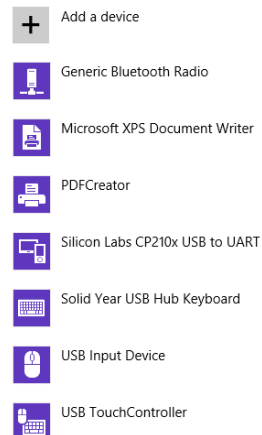 Add a device
Generic Bluetooth Radio
Microsoft XPS Document Writer
PDFCreator
Silicon Labs CP210x USB to UART
Solid Year USB Hub Keyboard
USB Input Device
USB TouchController